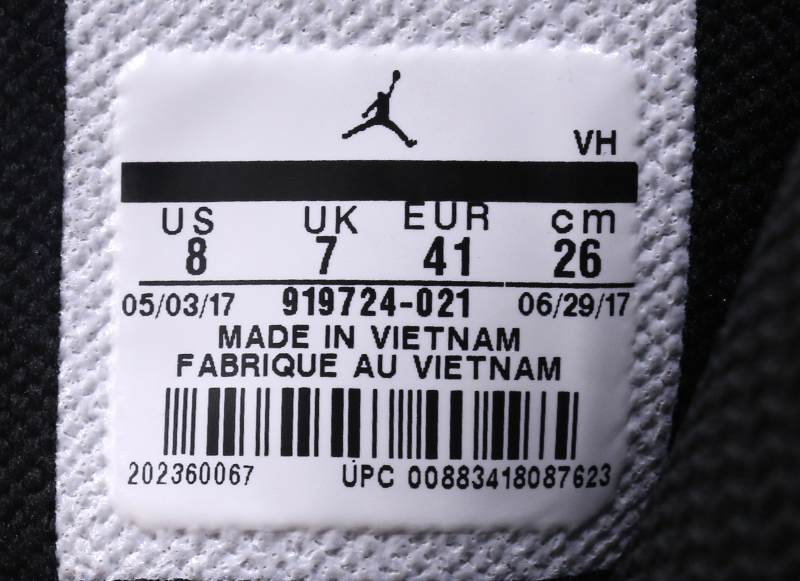 VH
US UK EUR cm
8 7 41 26
05/03/17 919724-021 06/29/17
MADE IN VIETNAM
FABRIQUE AU VIETNAM
202360067 UPC 00883418087623